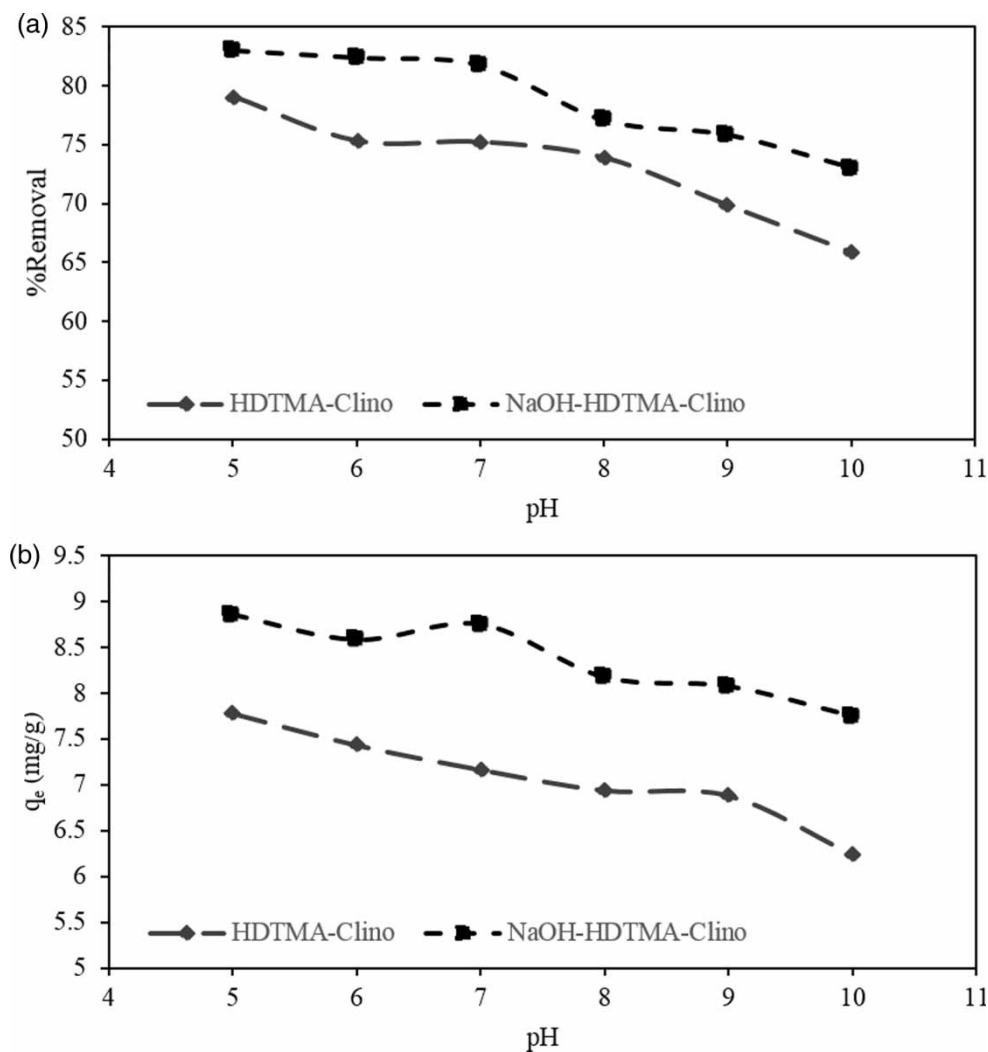 (a)
85
80
75
70
65
60
55
50
%Removal
HDTMA-Clino NaOH-HDTMA-Clino
4 5 6 7 8 9 10 11
pH
(b)
9.5
9
8.5
8
7.5
7
6.5
6
5.5
5
qₑ (mg/g)
HDTMA-Clino NaOH-HDTMA-Clino
4 5 6 7 8 9 10 11
pH